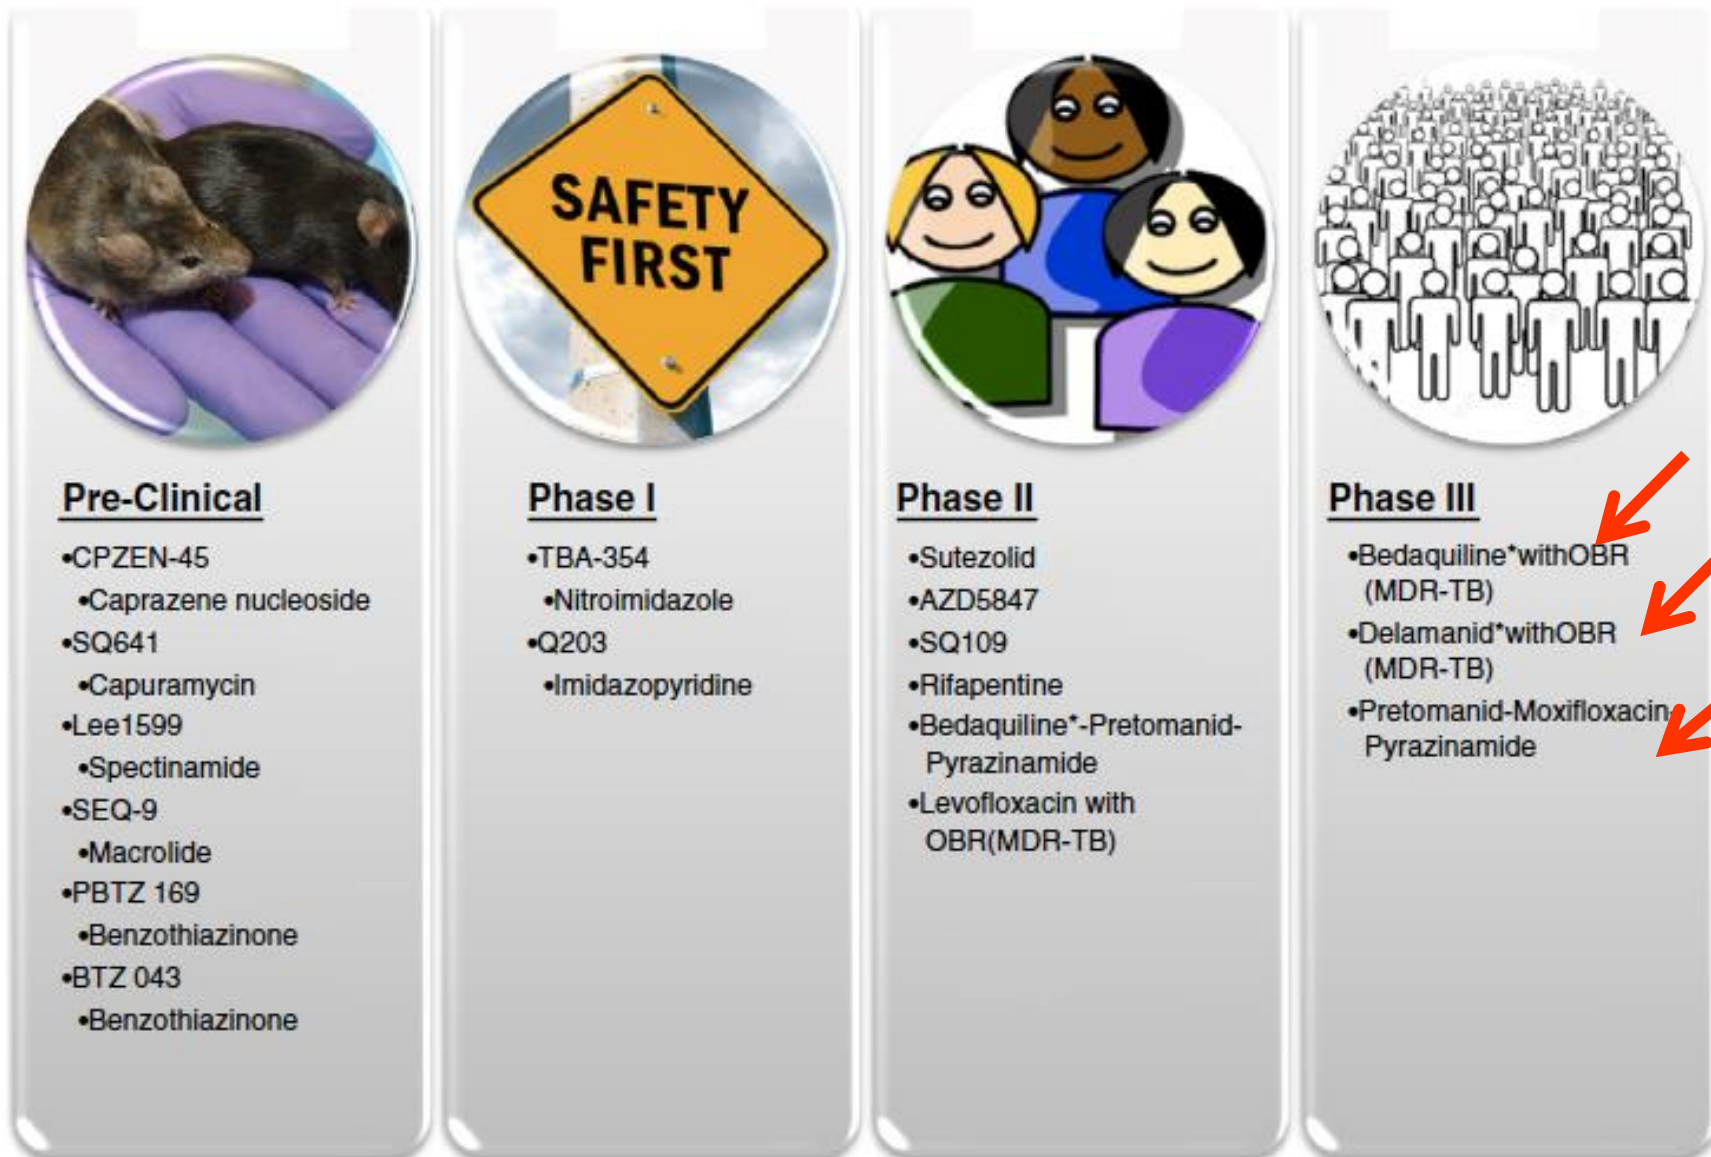 SAFETY
FIRST
Pre-Clinical
•CPZEN-45
•Caprazene nucleoside
•SQ641
•Capuramycin
•Lee1599
•Spectinamide
•SEQ-9
•Macrolide
•PBTZ 169
•Benzothiazinone
•BTZ 043
•Benzothiazinone
Phase I
•TBA-354
•Nitroimidazole
•Q203
•Imidazopyridine
Phase II
•Sutezolid
•AZD5847
•SQ109
•Rifapentine
•Bedaquiline*-Pretomanid-
Pyrazinamide
•Levofloxacin with
OBR(MDR-TB)
Phase III
•Bedaquiline*withOBR
(MDR-TB)
•Delamanid*withOBR
(MDR-TB)
•Pretomanid-Moxifloxacin-
Pyrazinamide